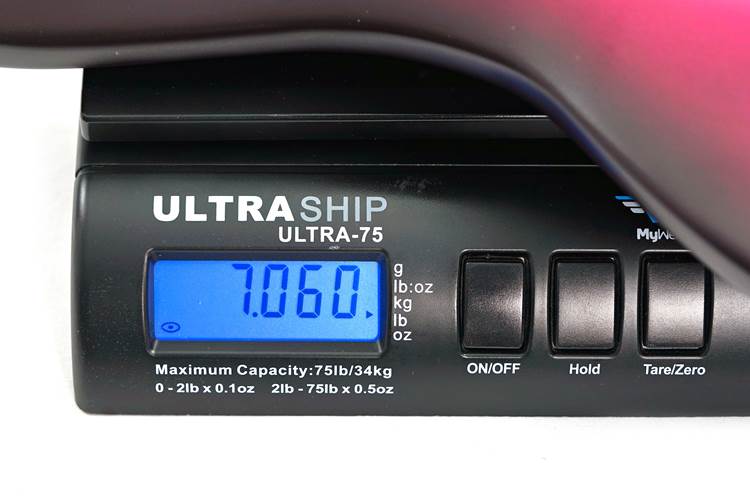 ULTRASHIP
ULTRA-75
7.060
g
lb:oz
kg
lb
oz
Maximum Capacity:75lb/34kg
0 - 2lb x 0.1oz 2lb - 75lb x 0.5oz
ON/OFF
Hold
Tare/Zero